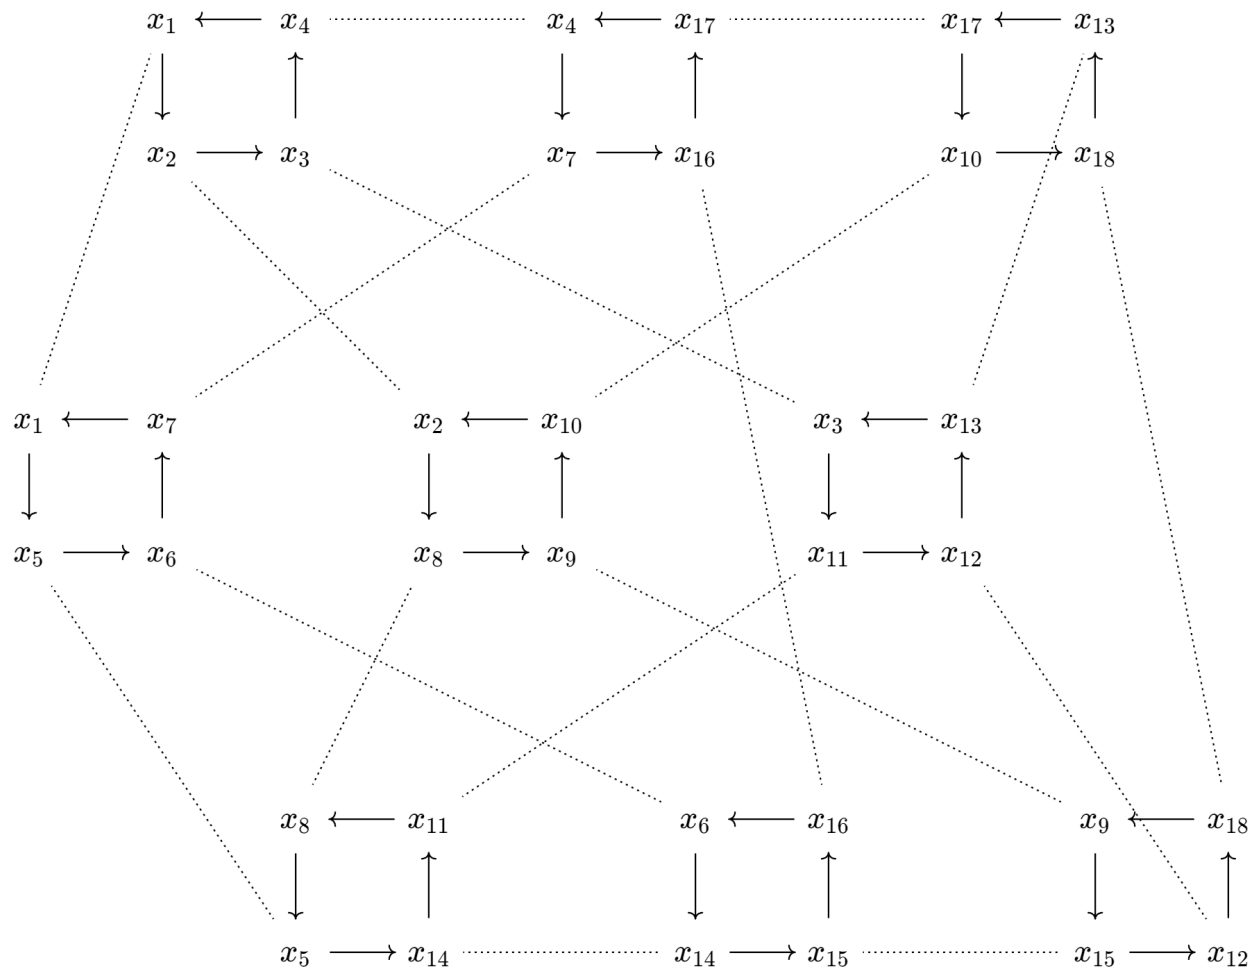 x₁ x₄ x₄ x₁₇ x₁₇ x₁₃
x₂ x₃ x₇ x₁₆ x₁₀ x₁₈
x₁ x₇ x₂ x₁₀ x₃ x₁₃
x₅ x₆ x₈ x₉ x₁₁ x₁₂
x₈ x₁₁ x₆ x₁₆ x₉ x₁₈
x₅ x₁₄ x₁₄ x₁₅ x₁₅ x₁₂